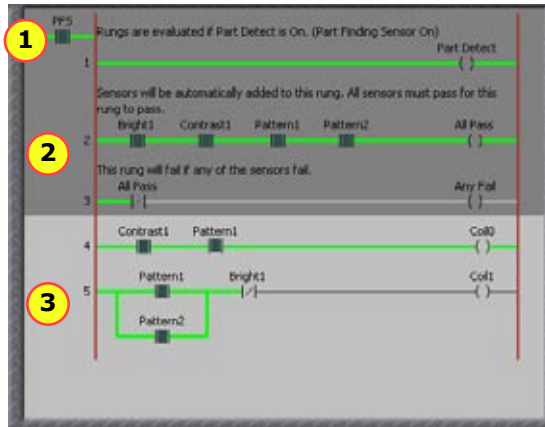 1
PFS
Rungs are evaluated if Part Detect is On. (Part Finding Sensor On)
Part Detect
1
( )
Sensors will be automatically added to this rung. All sensors must pass for this
rung to pass.
Bright1 Contrast1 Pattern1 Pattern2 All Pass
2
2
( )
This rung will fail if any of the sensors fail.
All Pass Any Fail
3
( )
Contrast1 Pattern1 Coil0
4
( )
Pattern1 Bright1 Coil1
3
5
( )
Pattern2